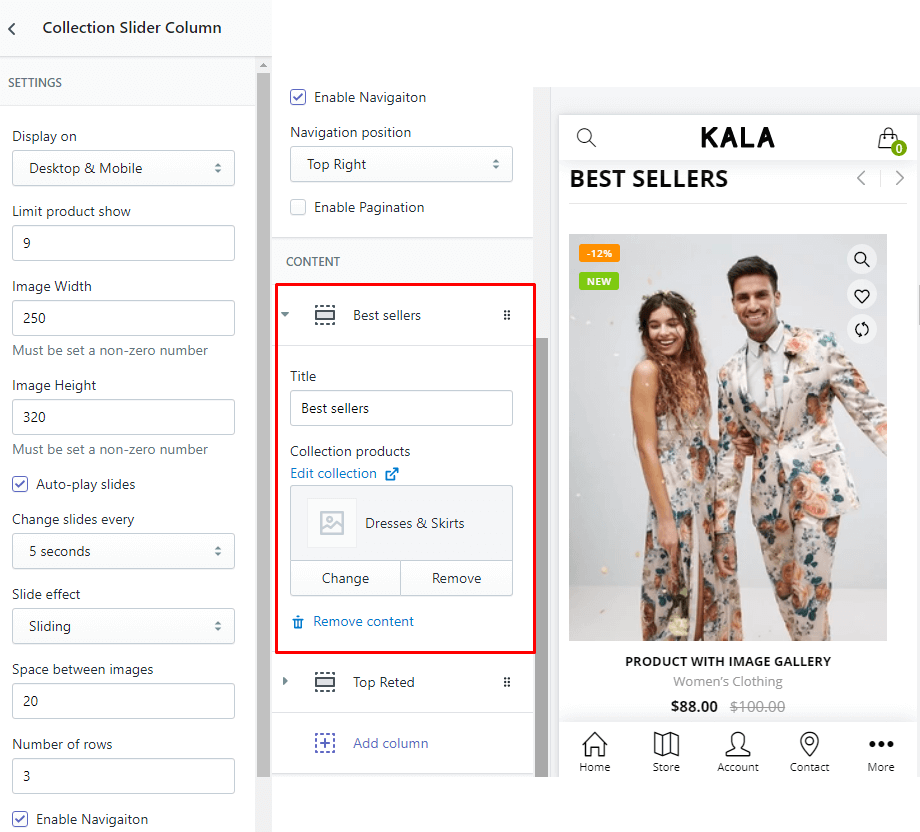 Collection Slider Column
SETTINGS
Display on
Desktop & Mobile
Limit product show
9
Image Width
250
Must be set a non-zero number
Image Height
320
Must be set a non-zero number
Auto-play slides
Change slides every
5 seconds
Slide effect
Sliding
Space between images
20
Number of rows
3
Enable Navigaiton
Enable Navigaiton
Navigation position
Top Right
Enable Pagination
CONTENT
Best sellers
Title
Best sellers
Collection products
Edit collection
Dresses & Skirts
Change Remove
Remove content
Top Reted
Add column
KALA
0
BEST SELLERS
-12%
NEW
PRODUCT WITH IMAGE GALLERY
Women’s Clothing
$88.00 $100.00
Home Store Account Contact More